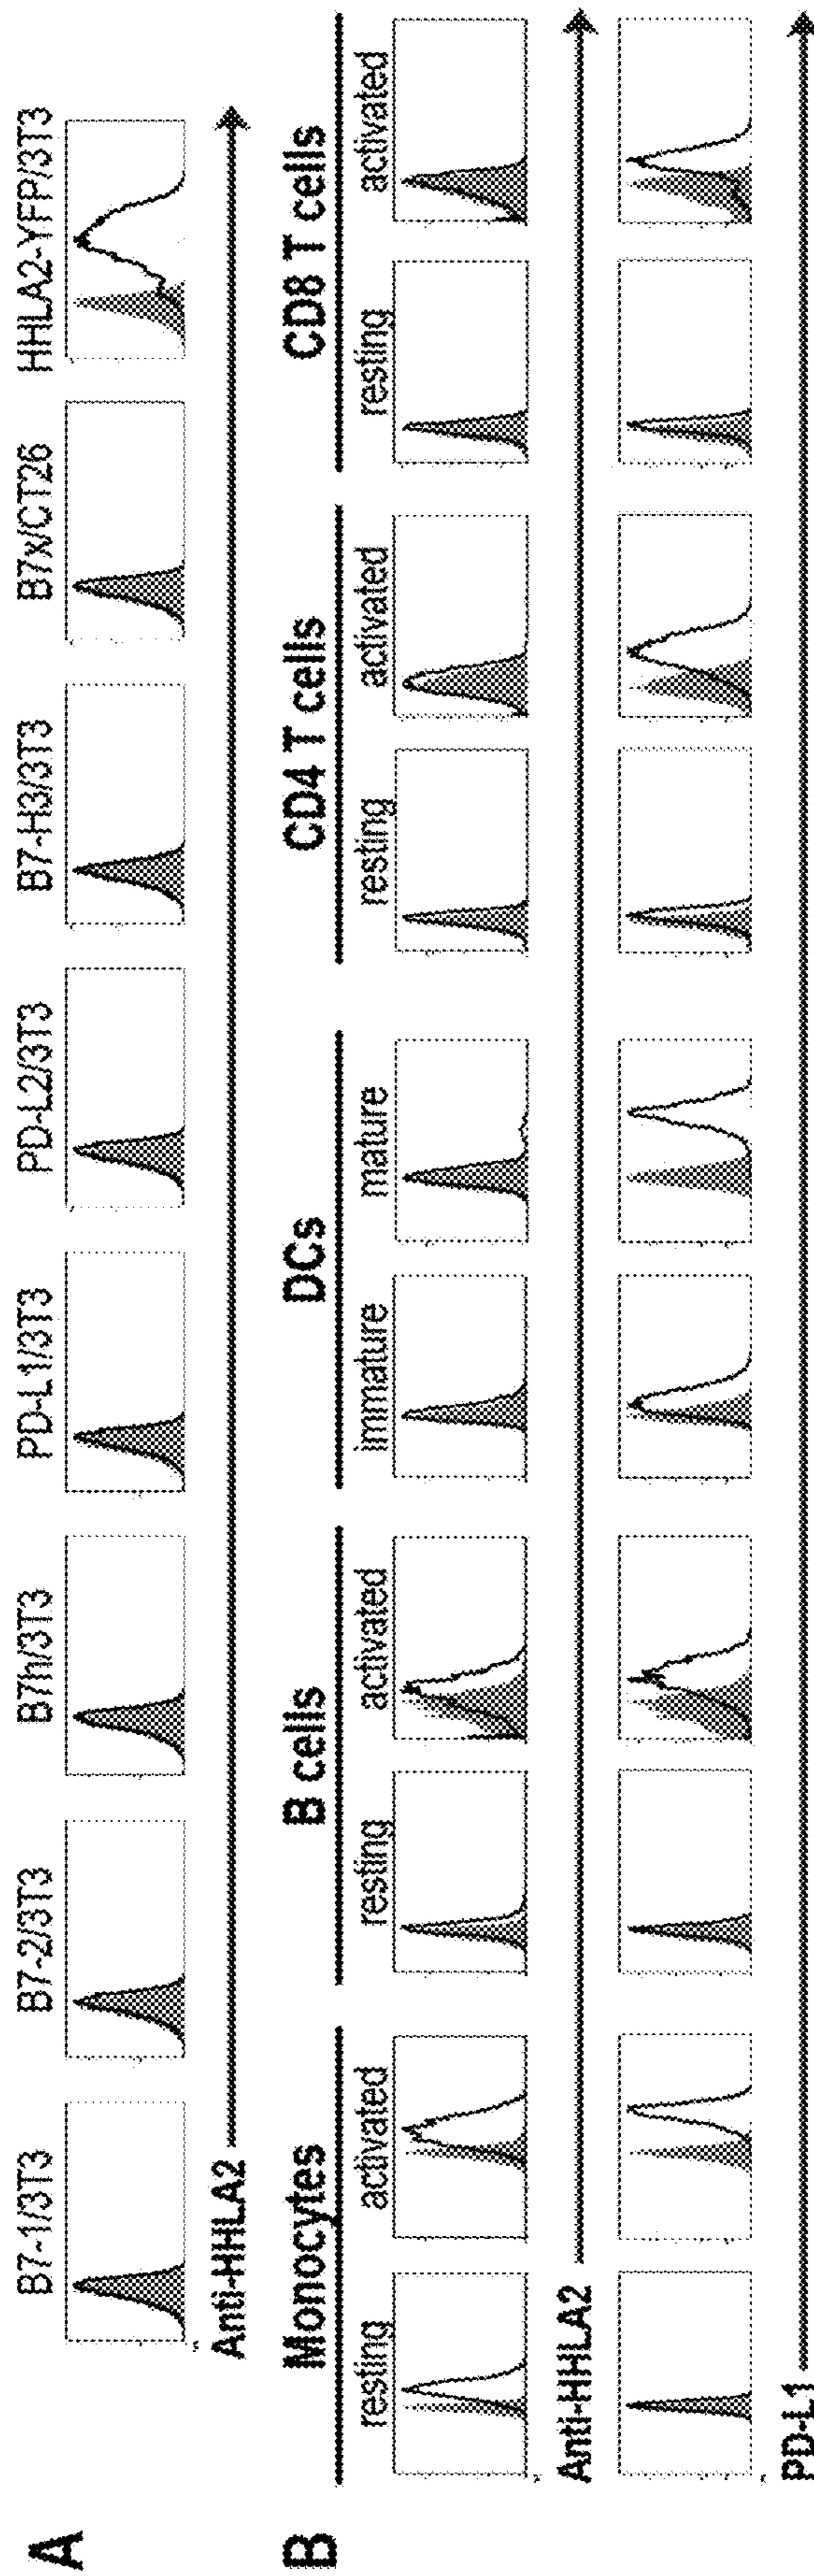 A
B7-1/3T3 B7-2/3T3 B7h/3T3 PD-L1/3T3 PD-L2/3T3 B7-H3/3T3 B7x/CT26 HHLA2-YFP/3T3
Anti-HHLA2
B
Monocytes B cells DCs CD4 T cells CD8 T cells
resting activated resting activated immature mature resting activated resting activated
Anti-HHLA2
PD-L1